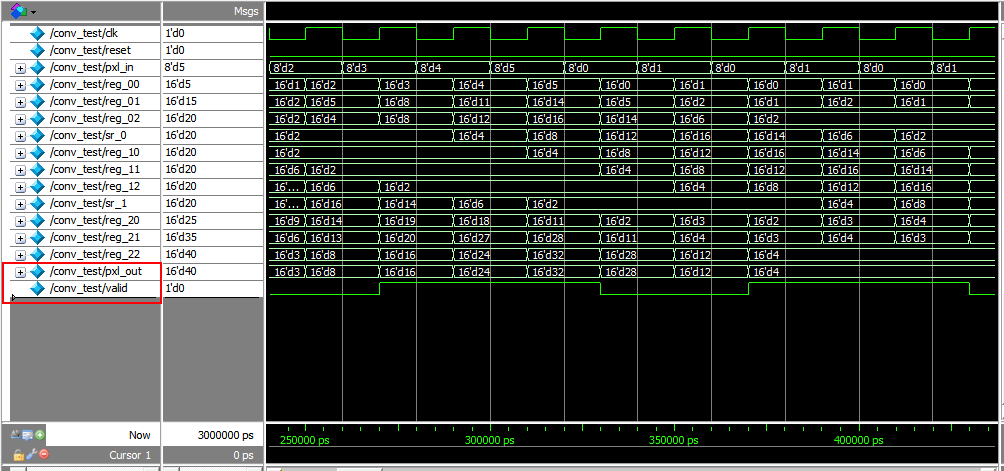 Msgs
/conv_test/clk 1'd0
/conv_test/reset 1'd0
/conv_test/pxl_in 8'd5 8'd2 8'd3 8'd4 8'd5 8'd0 8'd1 8'd0 8'd1 8'd0 8'd1
/conv_test/reg_00 16'd5 16'd1 16'd2 16'd3 16'd4 16'd5 16'd0 16'd1 16'd0 16'd1 16'd0
/conv_test/reg_01 16'd15 16'd2 16'd5 16'd8 16'd11 16'd14 16'd5 16'd2 16'd1 16'd2 16'd1
/conv_test/reg_02 16'd20 16'd2 16'd4 16'd8 16'd12 16'd16 16'd14 16'd6 16'd2
/conv_test/sr_0 16'd20 16'd2 16'd4 16'd8 16'd12 16'd16 16'd14 16'd6 16'd2
/conv_test/reg_10 16'd20 16'd2 16'd4 16'd8 16'd12 16'd16 16'd14 16'd6
/conv_test/reg_11 16'd20 16'd6 16'd2 16'd4 16'd8 16'd12 16'd16 16'd14
/conv_test/reg_12 16'd20 16'... 16'd6 16'd2 16'd4 16'd8 16'd12 16'd16
/conv_test/sr_1 16'd20 16'... 16'd16 16'd14 16'd6 16'd2 16'd4 16'd8
/conv_test/reg_20 16'd25 16'd9 16'd14 16'd19 16'd18 16'd11 16'd2 16'd3 16'd2 16'd3 16'd2
/conv_test/reg_21 16'd35 16'd6 16'd13 16'd20 16'd27 16'd28 16'd11 16'd4 16'd3 16'd4 16'd3
/conv_test/reg_22 16'd40 16'd3 16'd8 16'd16 16'd24 16'd32 16'd28 16'd12 16'd4
/conv_test/pxl_out 16'd40 16'd3 16'd8 16'd16 16'd24 16'd32 16'd28 16'd12 16'd4
/conv_test/valid 1'd0
Now 3000000 ps 250000 ps 300000 ps 350000 ps 400000 ps
Cursor 1 0 ps